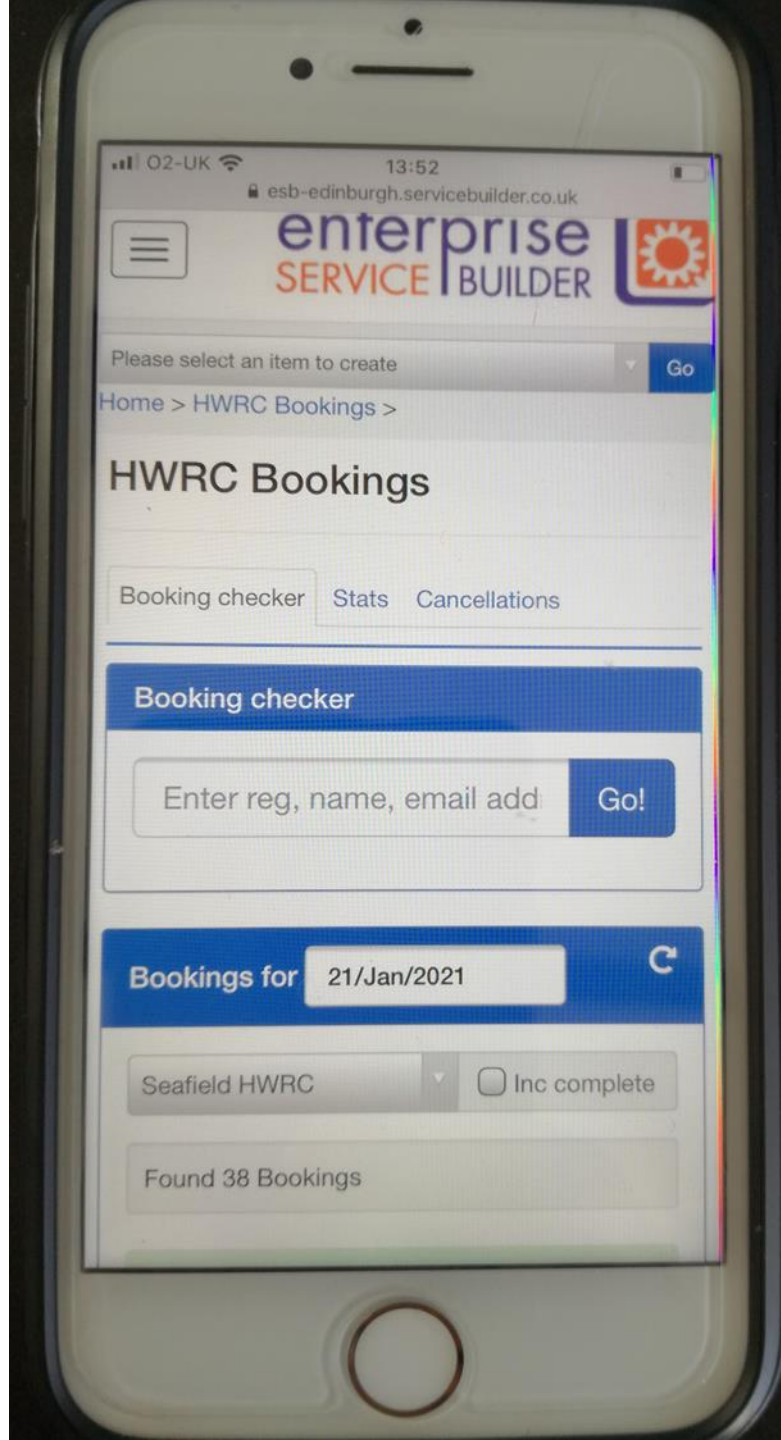 O2-UK 13:52
esb-edinburgh.servicebuilder.co.uk
enterprise
SERVICE BUILDER
Please select an item to create Go
Home > HWRC Bookings >
HWRC Bookings
Booking checker Stats Cancellations
Booking checker
Enter reg, name, email add Go!
Bookings for 21/Jan/2021
Seafield HWRC Inc complete
Found 38 Bookings